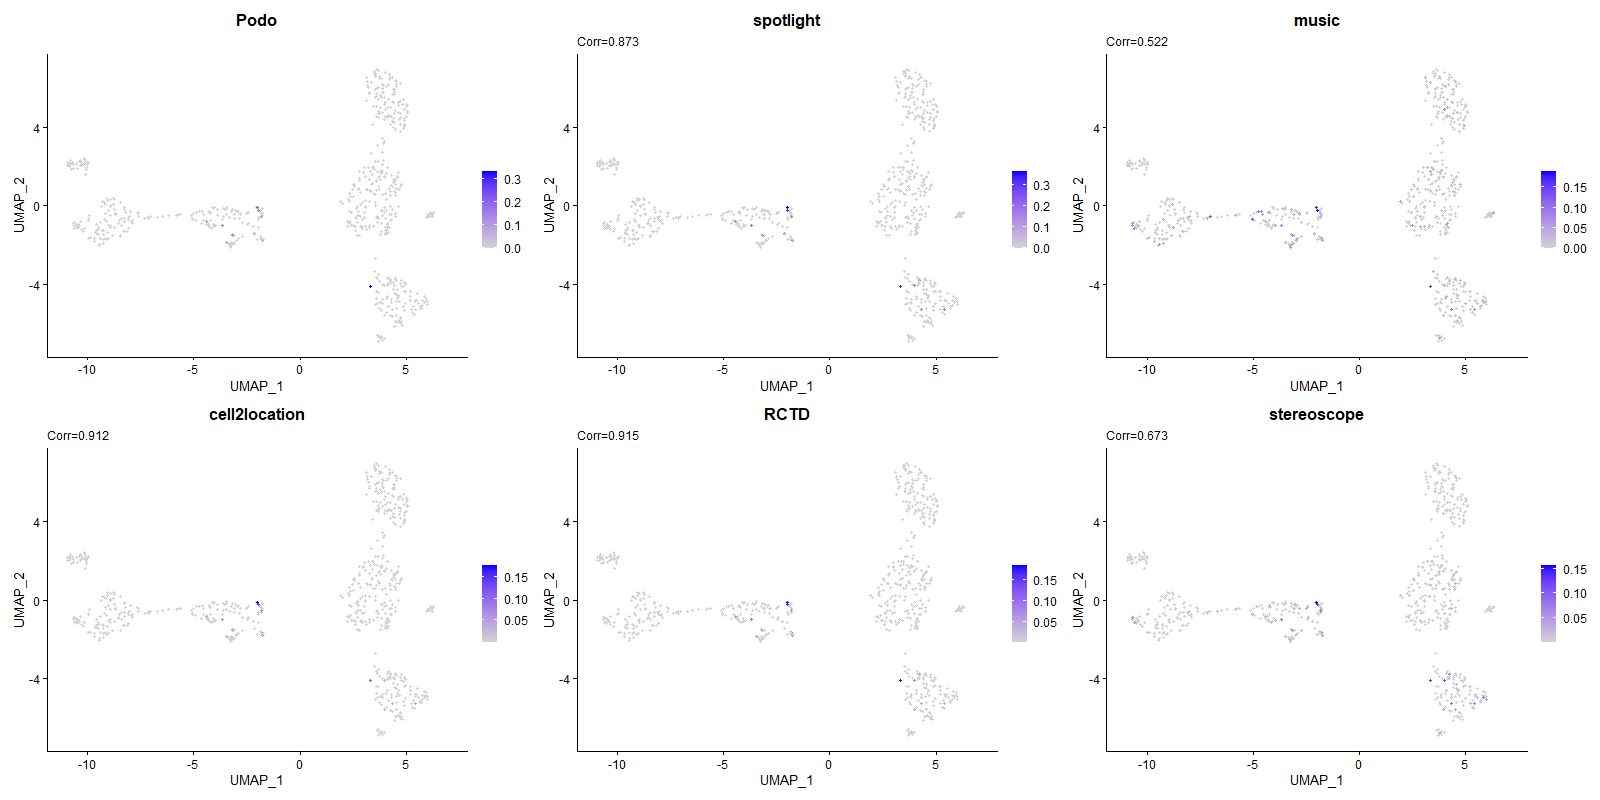 Podo
4
0
-4
UMAP_2
-10
-5
0
5
UMAP_1
0.3
0.2
0.1
0.0
spotlight
Corr=0.873
4
0
-4
UMAP_2
-10
-5
0
5
UMAP_1
0.3
0.2
0.1
0.0
music
Corr=0.522
4
0
-4
UMAP_2
-10
-5
0
5
UMAP_1
0.15
0.10
0.05
0.00
cell2location
Corr=0.912
4
0
-4
UMAP_2
-10
-5
0
5
UMAP_1
0.15
0.10
0.05
RCTD
Corr=0.915
4
0
-4
UMAP_2
-10
-5
0
5
UMAP_1
0.15
0.10
0.05
stereoscope
Corr=0.673
4
0
-4
UMAP_2
-10
-5
0
5
UMAP_1
0.15
0.10
0.05